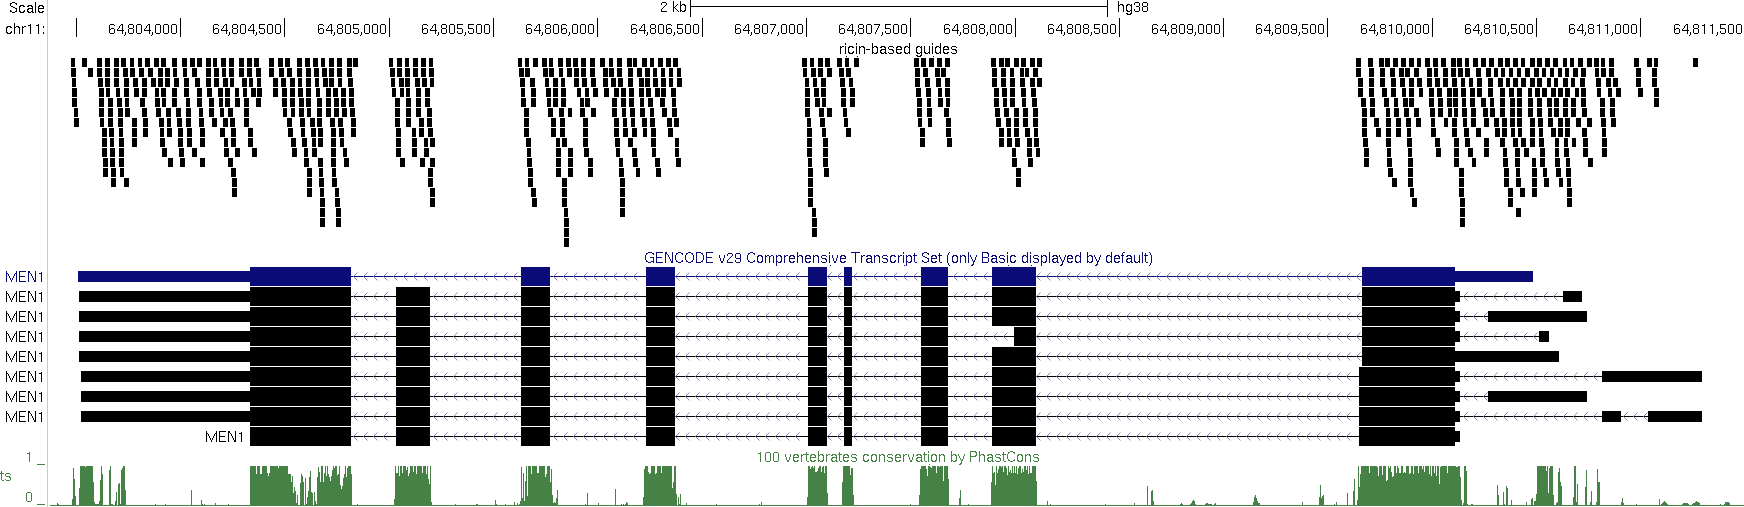 Scale 2 kb hg38
chr11: 64,804,000 64,804,500 64,805,000 64,805,500 64,806,000 64,806,500 64,807,000 64,807,500 64,808,000 64,808,500 64,809,000 64,809,500 64,810,000 64,810,500 64,811,000 64,811,500
ricin-based guides
GENCODE v29 Comprehensive Transcript Set (only Basic displayed by default)
MEN1
MEN1
MEN1
MEN1
MEN1
MEN1
MEN1
MEN1
MEN1
100 vertebrates conservation by PhastCons
1
ts
0